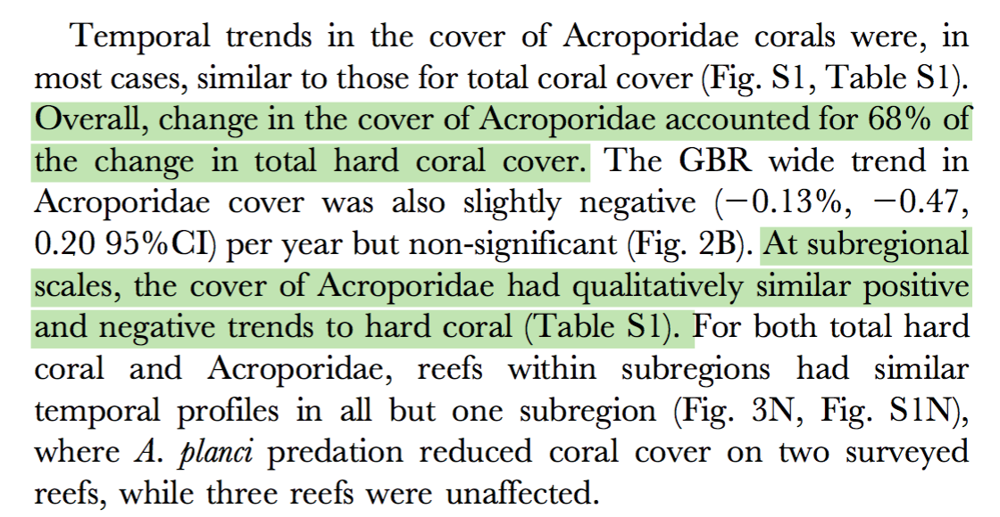 Temporal trends in the cover of Acroporidae corals were, in
most cases, similar to those for total coral cover (Fig. S1, Table S1).
Overall, change in the cover of Acroporidae accounted for 68% of
the change in total hard coral cover. The GBR wide trend in
Acroporidae cover was also slightly negative (−0.13%, −0.47,
0.20 95%CI) per year but non-significant (Fig. 2B). At subregional
scales, the cover of Acroporidae had qualitatively similar positive
and negative trends to hard coral (Table S1). For both total hard
coral and Acroporidae, reefs within subregions had similar
temporal profiles in all but one subregion (Fig. 3N, Fig. S1N),
where A. planci predation reduced coral cover on two surveyed
reefs, while three reefs were unaffected.